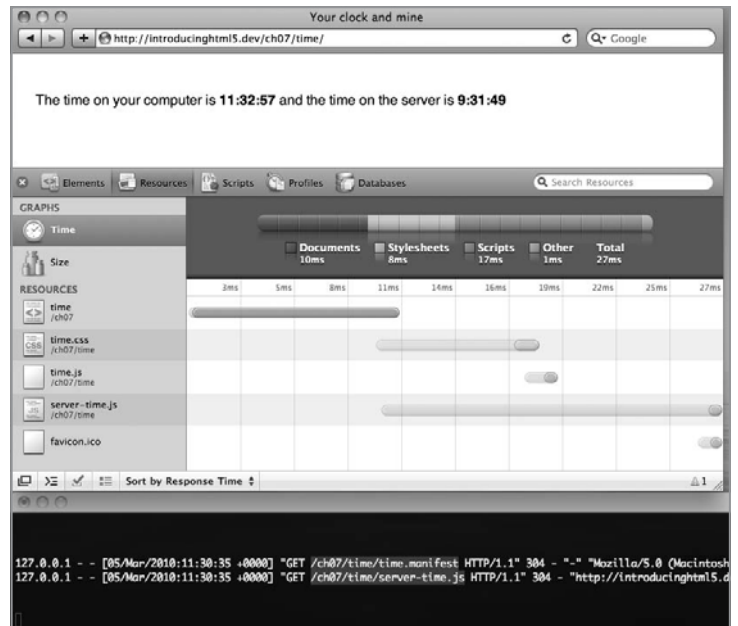 Your clock and mine
http://introducinghtml5.dev/ch07/time/
Google
The time on your computer is 11:32:57 and the time on the server is 9:31:49
Elements Resources Scripts Profiles Databases Search Resources
GRAPHS
Time
Size
Documents 10ms
Stylesheets 8ms
Scripts 17ms
Other 1ms
Total 27ms
RESOURCES
3ms 5ms 8ms 11ms 14ms 16ms 19ms 22ms 25ms 27ms
time
/ch07
CSS
time.css
/ch07/time
time.js
/ch07/time
JS
server-time.js
/ch07/time
favicon.ico
Sort by Response Time
1
127.0.0.1 - - [05/Mar/2010:11:30:35 +0000] "GET /ch07/time/time.manifest HTTP/1.1" 304 - "-" "Mozilla/5.0 (Macintosh
127.0.0.1 - - [05/Mar/2010:11:30:35 +0000] "GET /ch07/time/server-time.js HTTP/1.1" 304 - "http://introducinghtml5.d